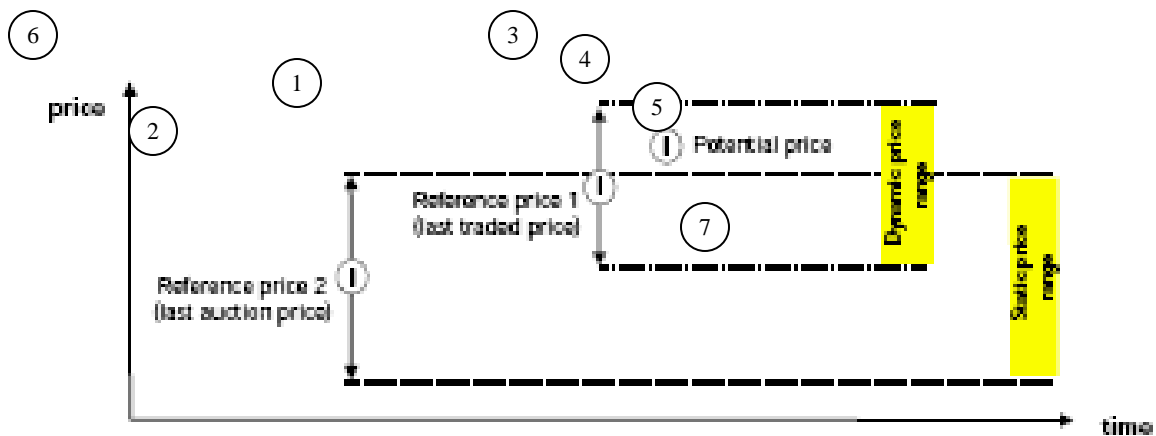 6
3
4
1
price
5
2
Potential price
Dynamic price
range
Reference price 1
(last traded price)
7
Static price
range
Reference price 2
(last auction price)
time